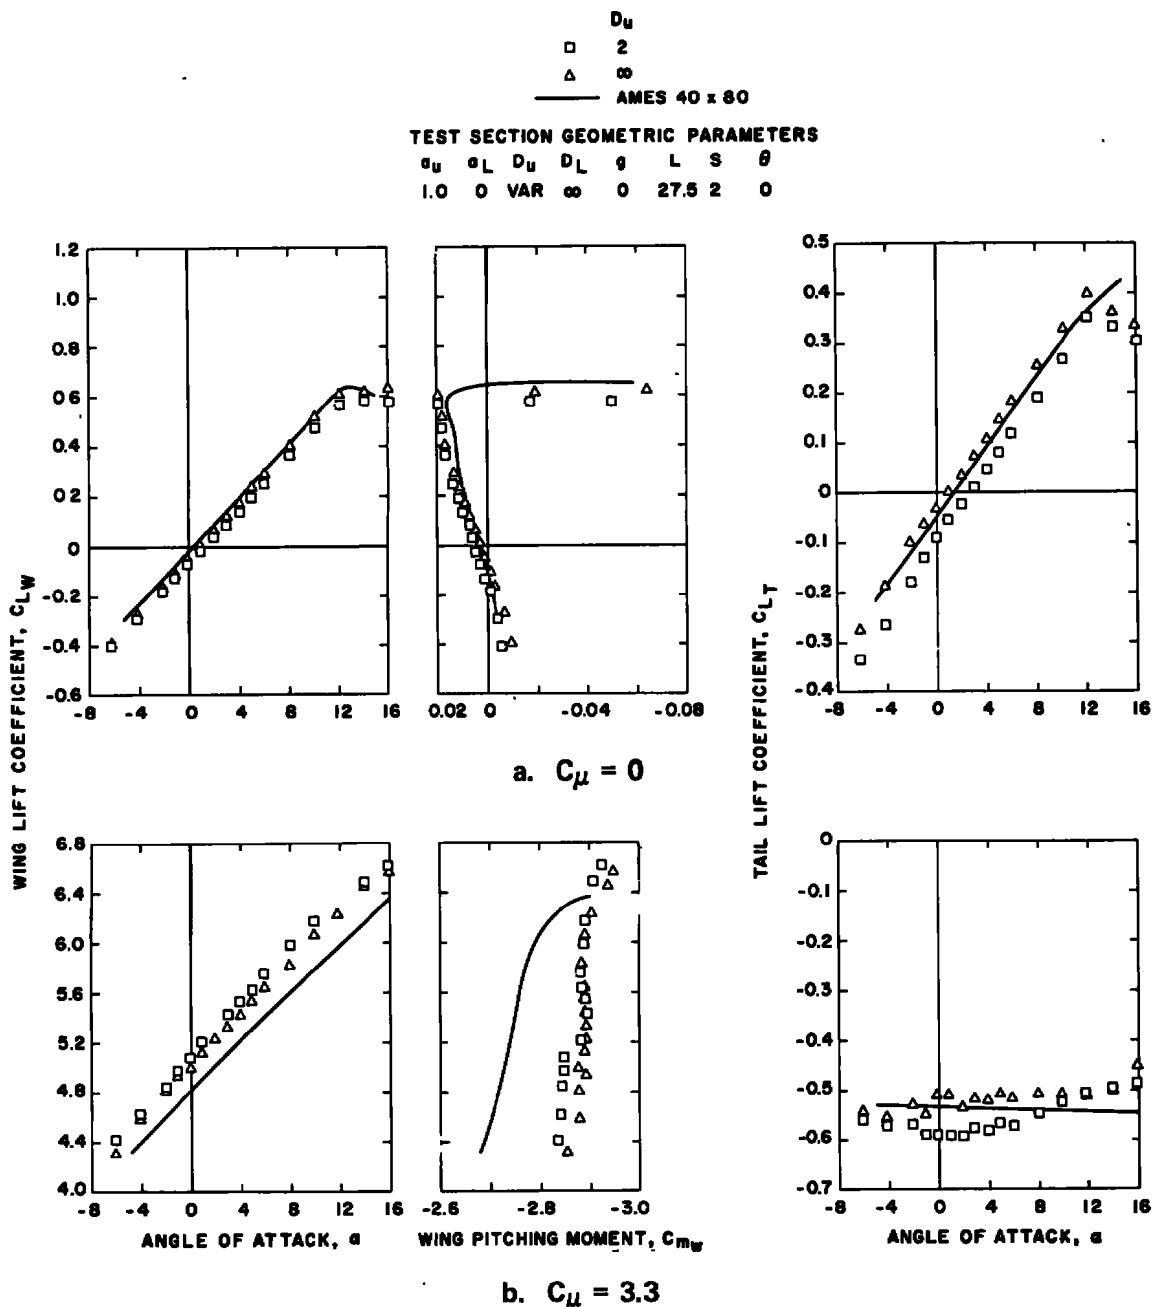 Du
2
∞
AMES 40 x 80
TEST SECTION GEOMETRIC PARAMETERS
au aL Du DL g L S θ
1.0 0 VAR ∞ 0 27.5 2 0
WING LIFT COEFFICIENT, CLW
1.2
1.0
0.8
0.6
0.4
0.2
0
-0.2
-0.4
-0.6
-8 -4 0 4 8 12 16
0.02 0 -0.04 -0.08
TAIL LIFT COEFFICIENT, CLT
0.5
0.4
0.3
0.2
0.1
0
-0.1
-0.2
-0.3
-0.4
-8 -4 0 4 8 12 16
a. Cμ = 0
6.8
6.4
6.0
5.6
5.2
4.8
4.4
4.0
-8 -4 0 4 8 12 16
ANGLE OF ATTACK, α
-2.6 -2.8 -3.0
WING PITCHING MOMENT, Cmw
0
-0.1
-0.2
-0.3
-0.4
-0.5
-0.6
-0.7
-8 -4 0 4 8 12 16
ANGLE OF ATTACK, α
b. Cμ = 3.3